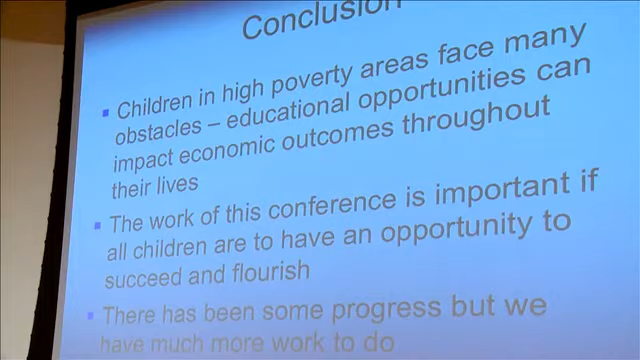 Conclusion
Children in high poverty areas face many
obstacles – educational opportunities can
impact economic outcomes throughout
their lives
The work of this conference is important if
all children are to have an opportunity to
succeed and flourish
There has been some progress but we
have much more work to do